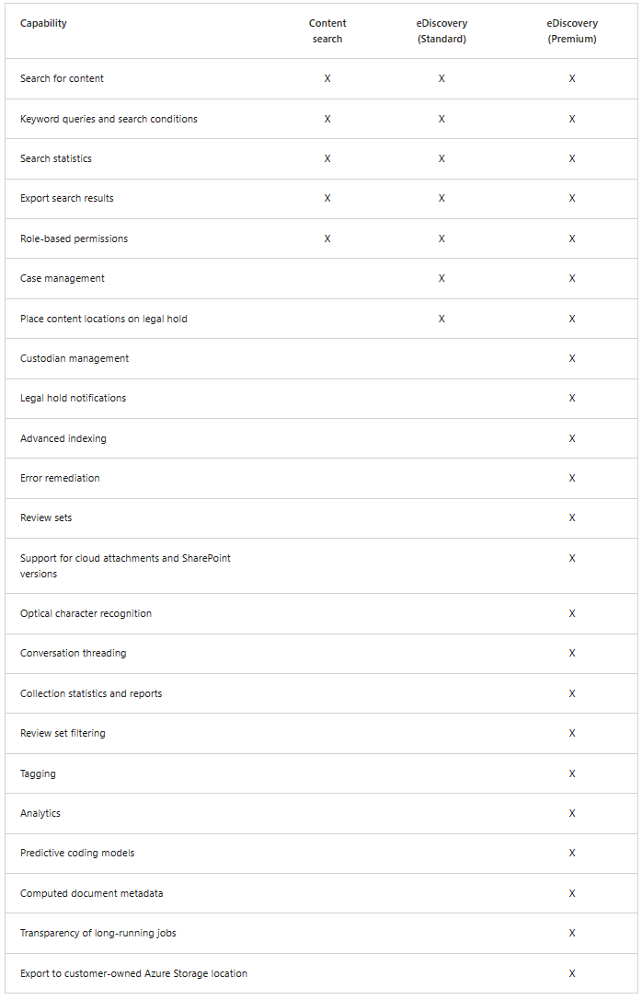 Capability Content eDiscovery eDiscovery
search (Standard) (Premium)
Search for content X X X
Keyword queries and search conditions X X X
Search statistics X X X
Export search results X X X
Role-based permissions X X X
Case management X X
Place content locations on legal hold X X
Custodian management X
Legal hold notifications X
Advanced indexing X
Error remediation X
Review sets X
Support for cloud attachments and SharePoint X
versions
Optical character recognition X
Conversation threading X
Collection statistics and reports X
Review set filtering X
Tagging X
Analytics X
Predictive coding models X
Computed document metadata X
Transparency of long-running jobs X
Export to customer-owned Azure Storage location X